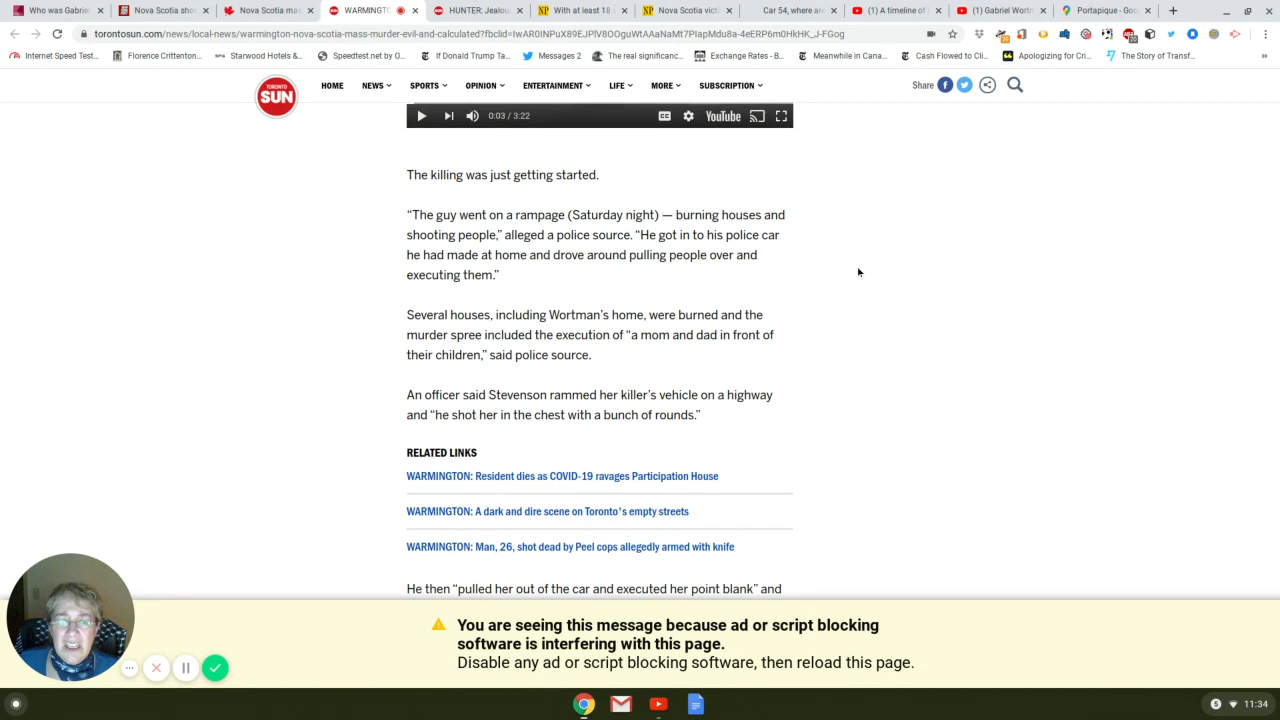 Who was Gabriel
Nova Scotia shoo
Nova Scotia mas
WARMINGTO
HUNTER: Jealou
With at least 18
Nova Scotia victi
Car 54, where are
(1) A timeline of
(1) Gabriel Wortm
Portapique - Goo
torontosun.com/news/local-news/warmington-nova-scotia-mass-murder-evil-and-calculated?fbclid=IwAR0INPuX89EJPlV8OOguWtAAaNaMt7PIapMdu8a-4eERP6m0HkHK_J-FGog
Internet Speed Test...
Florence Crittenton...
Starwood Hotels &...
Speedtest.net by O...
If Donald Trump Ta...
Messages 2
The real significanc...
Exchange Rates - B...
Meanwhile in Cana...
Cash Flowed to Cli...
Apologizing for Cri...
The Story of Transf...
TORONTO
SUN
HOME NEWS SPORTS OPINION ENTERTAINMENT LIFE MORE SUBSCRIPTION
Share
0:03 / 3:22
CC
YouTube
The killing was just getting started.
“The guy went on a rampage (Saturday night) — burning houses and
shooting people,” alleged a police source. “He got in to his police car
he had made at home and drove around pulling people over and
executing them.”
Several houses, including Wortman’s home, were burned and the
murder spree included the execution of “a mom and dad in front of
their children,” said police source.
An officer said Stevenson rammed her killer’s vehicle on a highway
and “he shot her in the chest with a bunch of rounds.”
RELATED LINKS
WARMINGTON: Resident dies as COVID-19 ravages Participation House
WARMINGTON: A dark and dire scene on Toronto's empty streets
WARMINGTON: Man, 26, shot dead by Peel cops allegedly armed with knife
He then “pulled her out of the car and executed her point blank” and
You are seeing this message because ad or script blocking
software is interfering with this page.
Disable any ad or script blocking software, then reload this page.
5
11:34